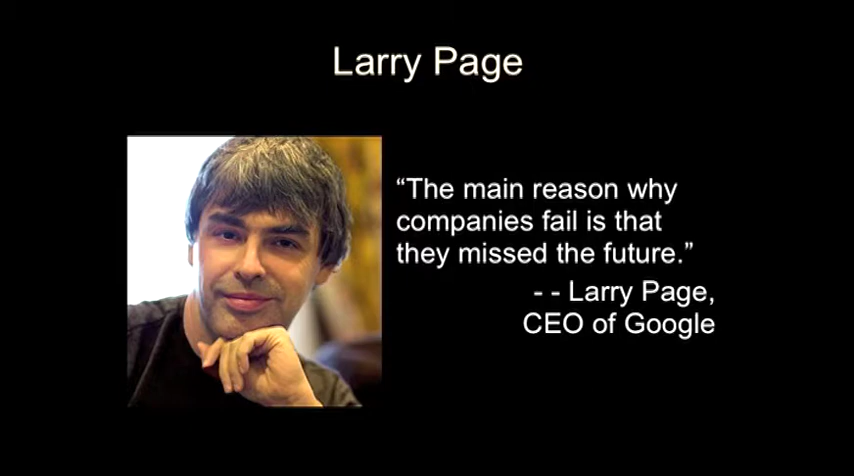 Larry Page
“The main reason why
companies fail is that
they missed the future.”
- - Larry Page,
CEO of Google